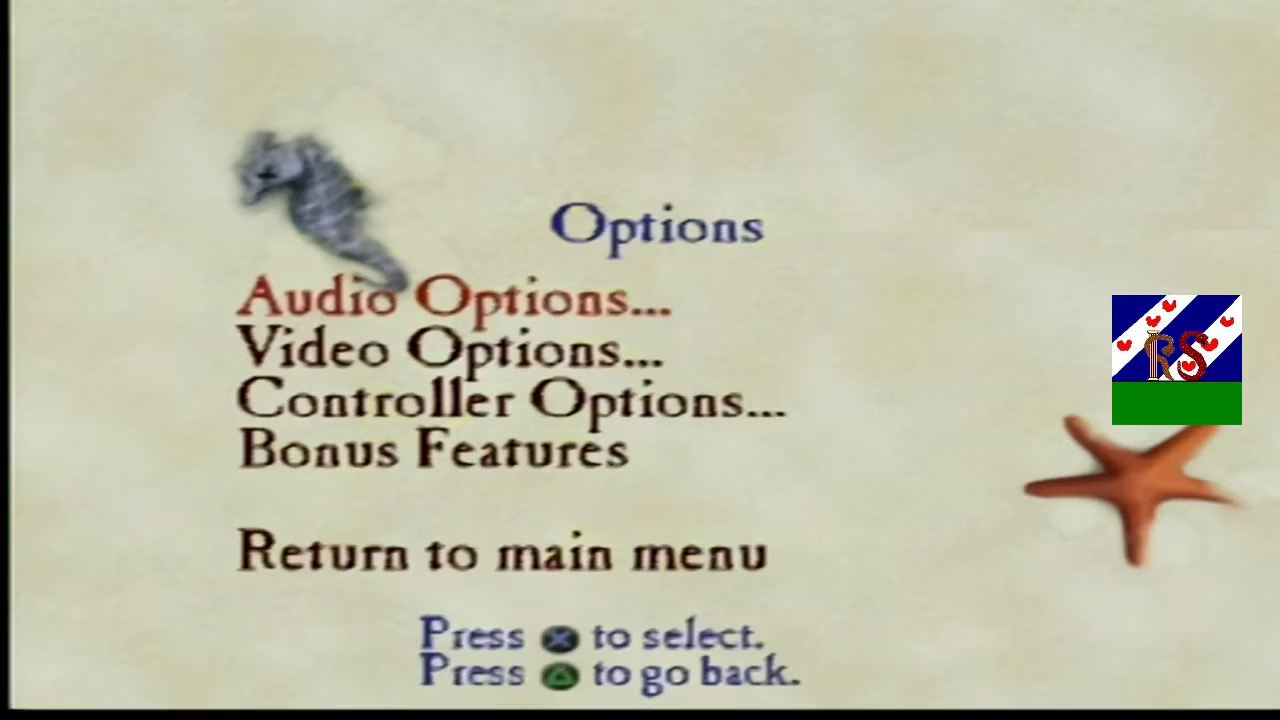 Options
Audio Options...
Video Options...
Controller Options...
Bonus Features
RS
Return to main menu
Press to select.
Press to go back.